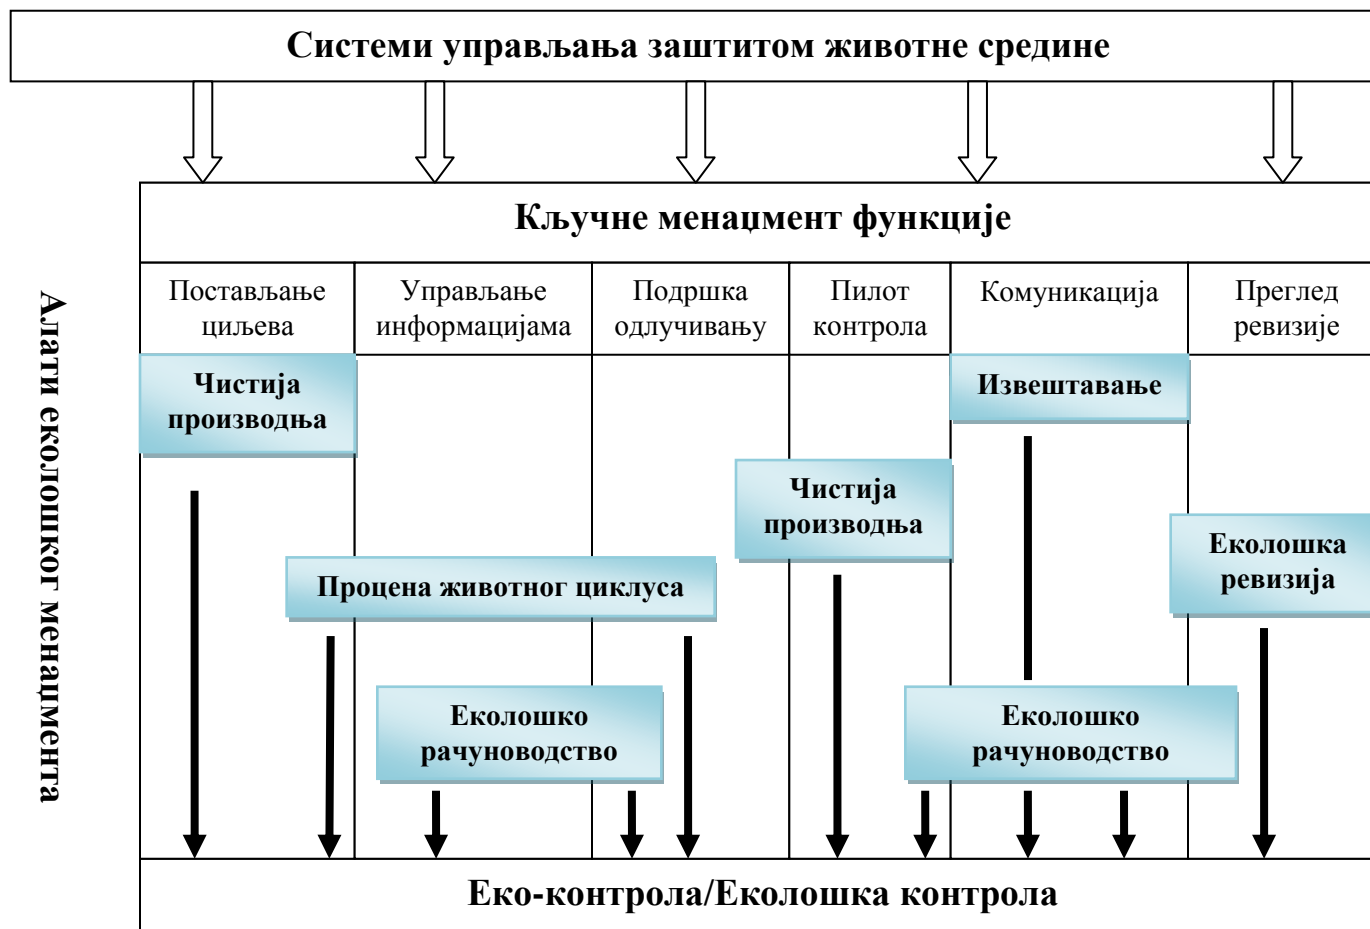 Системи управљања заштитом животне средине
Кључне менаџмент функције
Постављање
циљева
Управљање
информацијама
Подршка
одлучивању
Пилот
контрола
Комуникација
Преглед
ревизије
Алати еколошког менаџмента
Чистија
производња
Извештавање
Чистија
производња
Еколошка
ревизија
Процена животног циклуса
Еколошко
рачуноводство
Еколошко
рачуноводство
Еко-контрола/Еколошка контрола